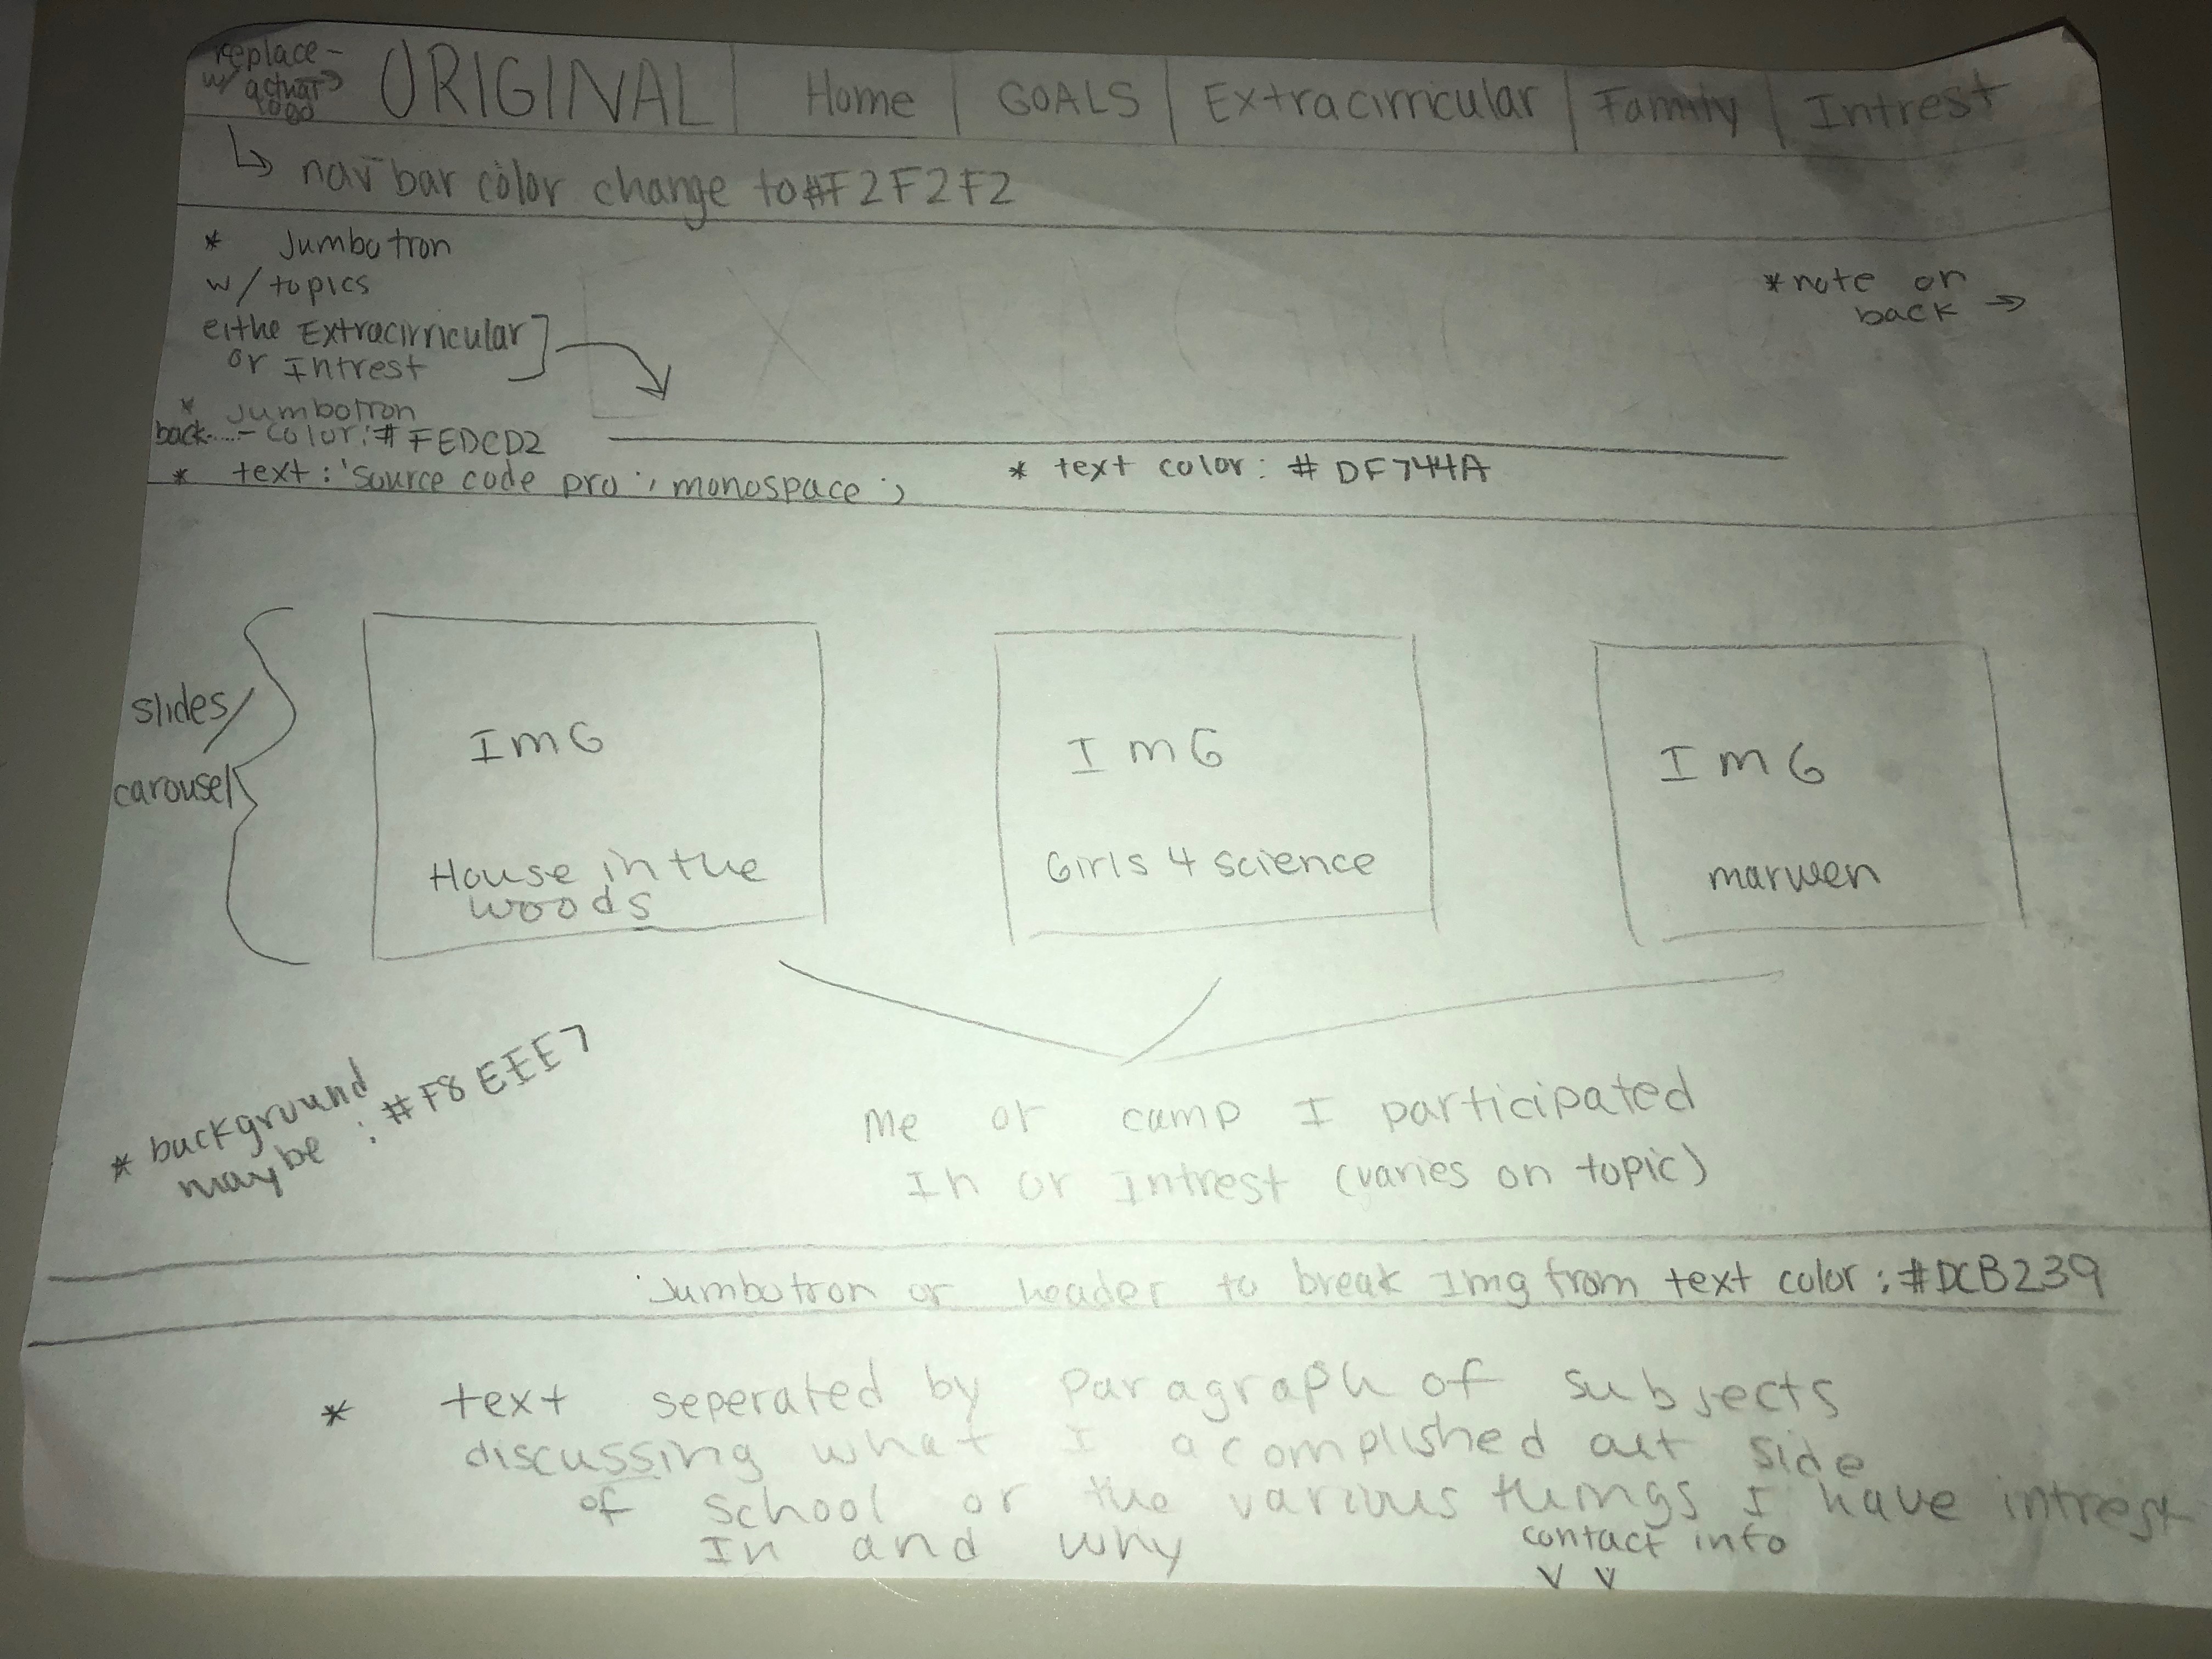 replace -
w/ actual →
logo
ORIGINAL | Home | GOALS | Extracirricular | Family | Intrest
nav bar color change to #F2F2F2
* Jumbotron
w/ topics
eithe Extracirricular
or Intrest
* note on
back →
* Jumbotron
back..... - color: # FEDCD2
* text : 'Source code pro', monospace ;
* text color: # DF744A
slides/
carousel
ImG
House in the
woods
ImG
Girls 4 science
ImG
marwen
* background
maybe : #F8EEE7
Me or camp I participated
In or Intrest (varies on topic)
Jumbotron or header to break Img from text color : #DCB239
* text seperated by paragraph of subjects
discussing what I acomplished out side
of school or the various things I have intrest
In and why
contact info